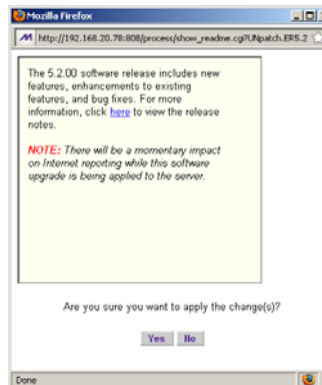 Mozilla Firefox
http://192.168.20.78:808/process/show_readme.cgi?UNpatch.ER5.2
The 5.2.00 software release includes new
features, enhancements to existing
features, and bug fixes. For more
information, click here to view the release
notes.
NOTE: There will be a momentary impact
on Internet reporting while this software
upgrade is being applied to the server.
Are you sure you want to apply the change(s)?
Yes No
Done